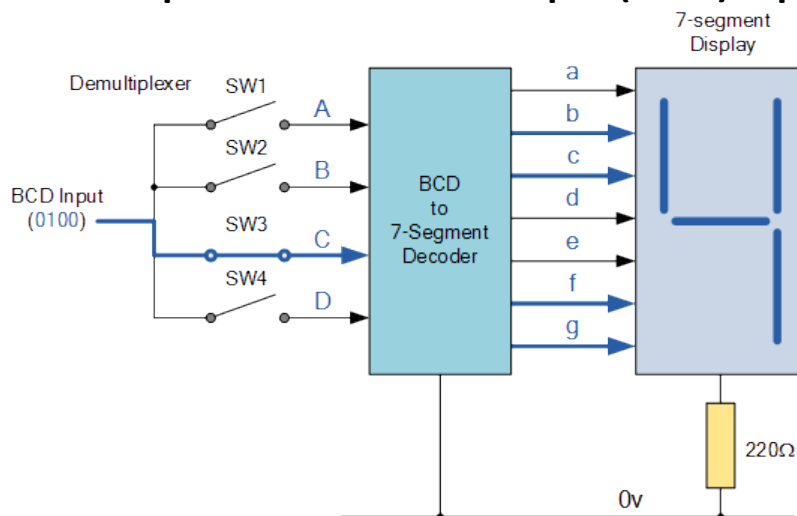 7-segment
Display
Demultiplexer
SW1
A
a
b
SW2
B
c
BCD Input
(0100)
SW3
C
BCD
to
7-Segment
Decoder
d
e
SW4
D
f
g
220Ω
0v